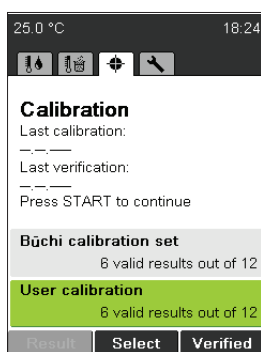 25.0 °C 18:24
Calibration
Last calibration:
–.–.––
Last verification:
–.–.––
Press START to continue
Büchi calibration set
6 valid results out of 12
User calibration
6 valid results out of 12
Result Select Verified